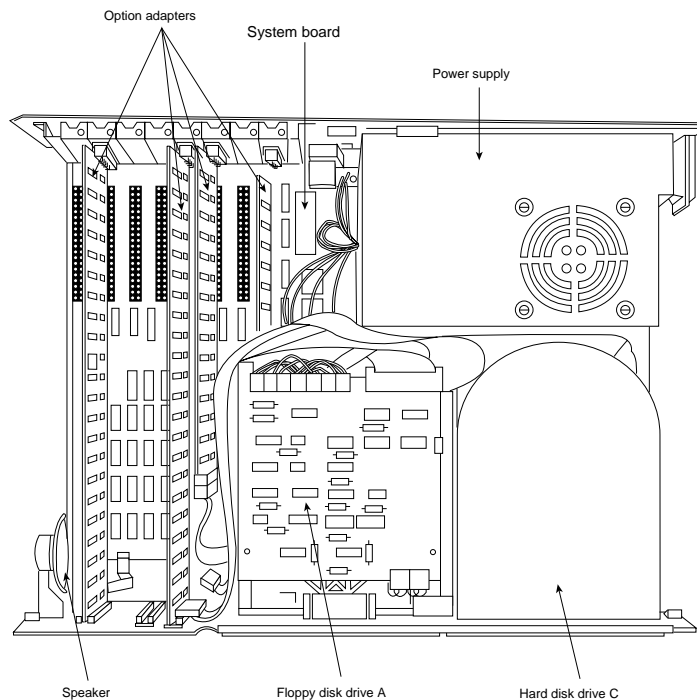 Option adapters
System board
Power supply
Speaker
Floppy disk drive A
Hard disk drive C